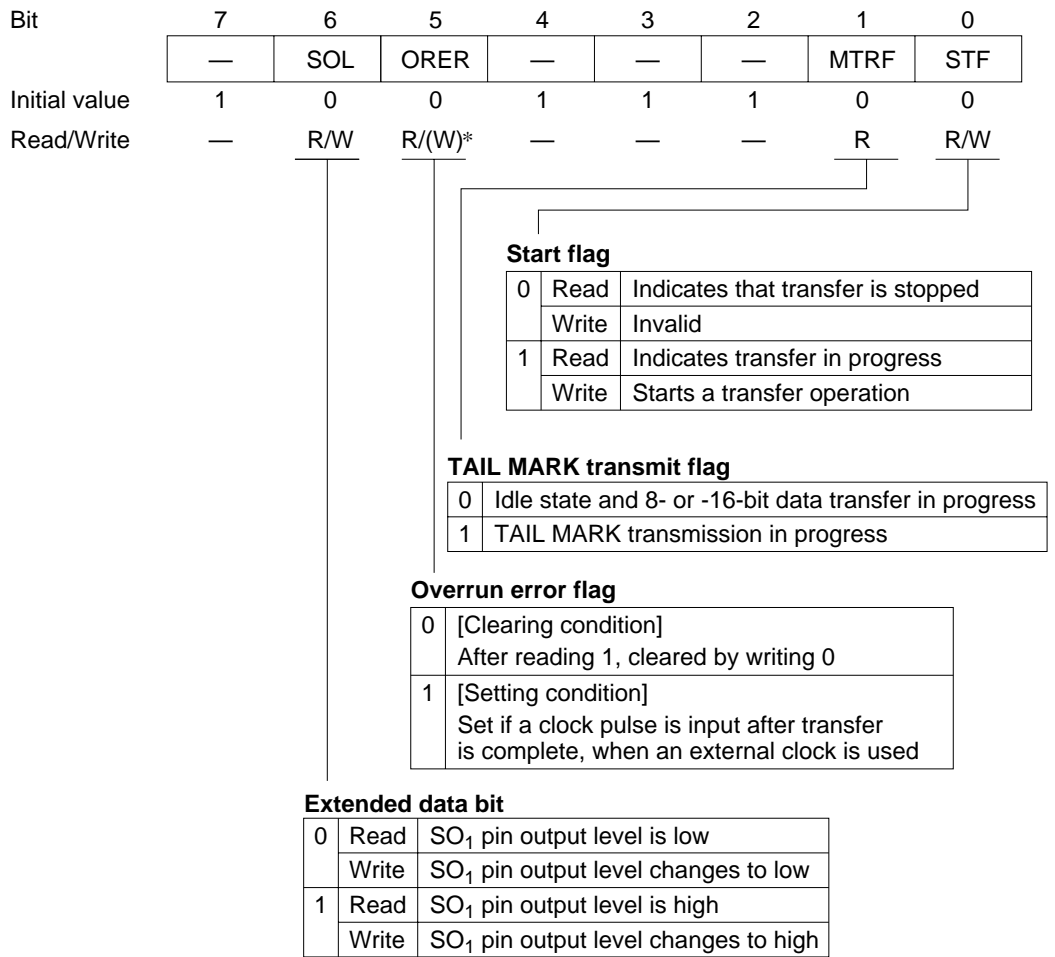 Bit 7 6 5 4 3 2 1 0
— SOL ORER — — — MTRF STF
Initial value 1 0 0 1 1 1 0 0
Read/Write — R/W R/(W)* — — — R R/W
Start flag
0 Read Indicates that transfer is stopped
Write Invalid
1 Read Indicates transfer in progress
Write Starts a transfer operation
TAIL MARK transmit flag
0 Idle state and 8- or -16-bit data transfer in progress
1 TAIL MARK transmission in progress
Overrun error flag
0 [Clearing condition]
After reading 1, cleared by writing 0
1 [Setting condition]
Set if a clock pulse is input after transfer
is complete, when an external clock is used
Extended data bit
0 Read SO₁ pin output level is low
Write SO₁ pin output level changes to low
1 Read SO₁ pin output level is high
Write SO₁ pin output level changes to high